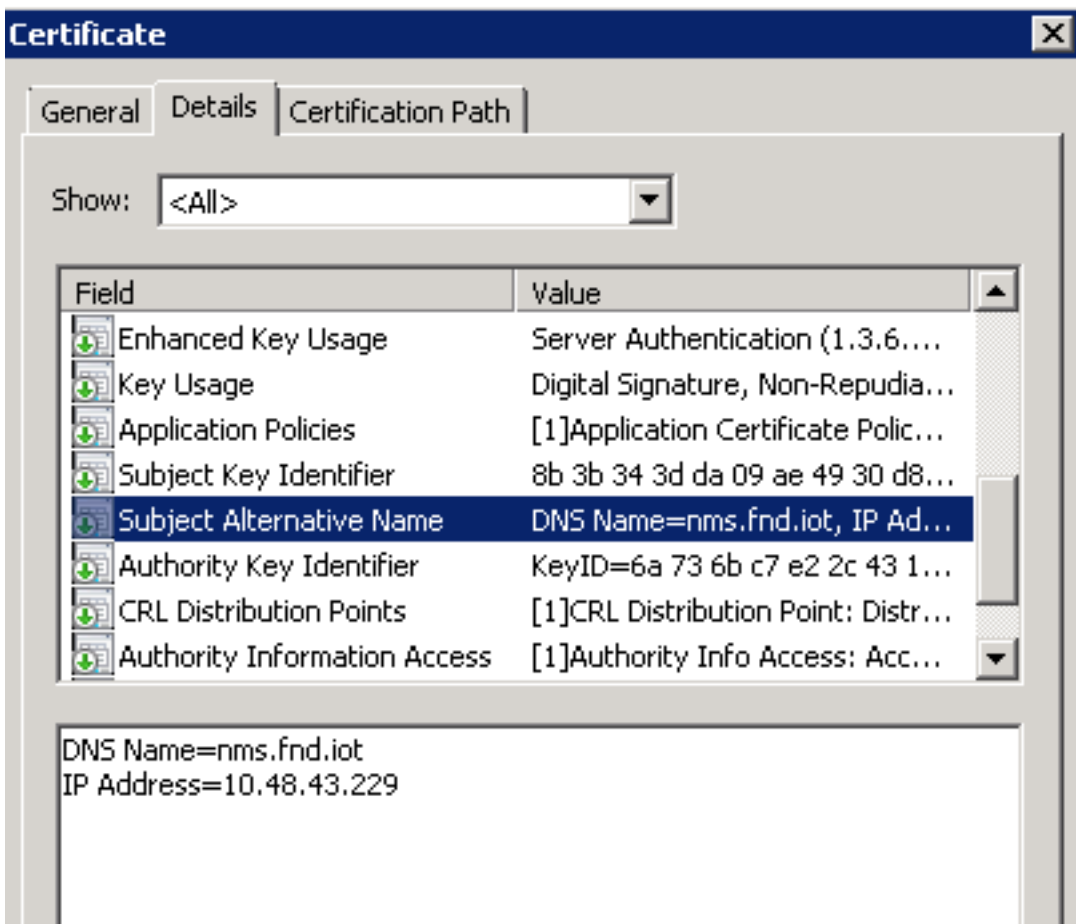 Certificate
General Details Certification Path
Show: <All>
Field Value
Enhanced Key Usage Server Authentication (1.3.6....
Key Usage Digital Signature, Non-Repudia...
Application Policies [1]Application Certificate Polic...
Subject Key Identifier 8b 3b 34 3d da 09 ae 49 30 d8...
Subject Alternative Name DNS Name=nms.fnd.iot, IP Ad...
Authority Key Identifier KeyID=6a 73 6b c7 e2 2c 43 1...
CRL Distribution Points [1]CRL Distribution Point: Distr...
Authority Information Access [1]Authority Info Access: Acc...
DNS Name=nms.fnd.iot
IP Address=10.48.43.229